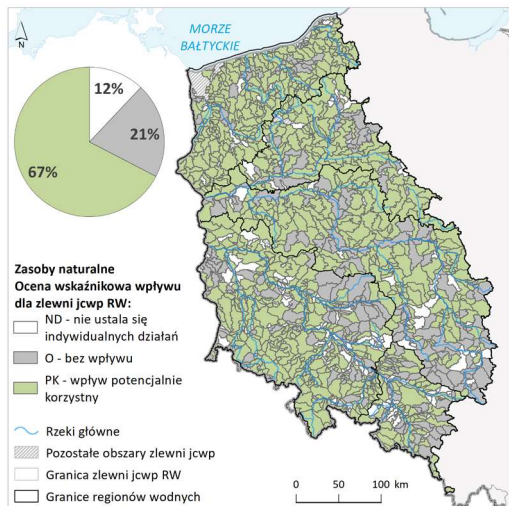 MORZE
BAŁTYCKIE
N
12%
21%
67%
Zasoby naturalne
Ocena wskaźnikowa wpływu
dla zlewni jcwp RW:
ND - nie ustala się
indywidualnych działań
O - bez wpływu
PK - wpływ potencjalnie
korzystny
Rzeki główne
Pozostałe obszary zlewni jcwp
Granica zlewni jcwp RW
Granice regionów wodnych
0 50 100 km